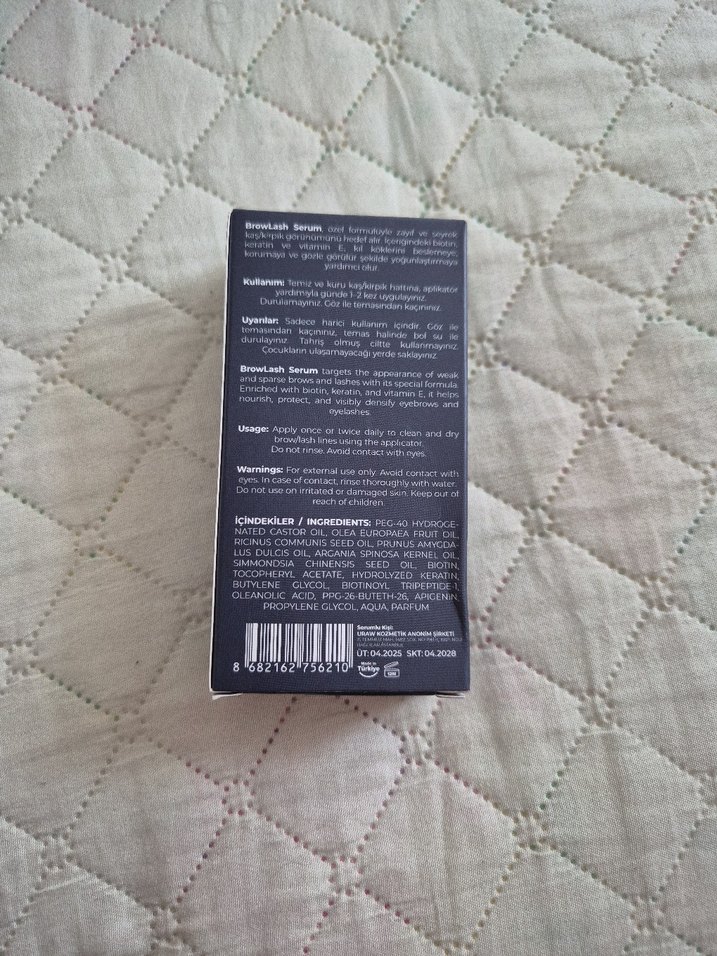 BrowLash Serum, özel formülüyle zayıf ve seyrek
kaş/kirpik görünümünü hedef alır. İçeriğindeki biotin,
keratin ve vitamin E, kıl köklerini beslemeye,
korumaya ve gözle görülür şekilde yoğunlaştırmaya
yardımcı olur.
Kullanım: Temiz ve kuru kaş/kirpik hattına, aplikatör
yardımıyla günde 1-2 kez uygulayınız.
Durulamayınız. Göz ile temasından kaçınınız.
Uyarılar: Sadece harici kullanım içindir. Göz ile
temasından kaçınınız, temas halinde bol su ile
durulayınız. Tahriş olmuş ciltte kullanmayınız.
Çocukların ulaşamayacağı yerde saklayınız.
BrowLash Serum targets the appearance of weak
and sparse brows and lashes with its special formula.
Enriched with biotin, keratin, and vitamin E, it helps
nourish, protect, and visibly densify eyebrows and
eyelashes.
Usage: Apply once or twice daily to clean and dry
brow/lash lines using the applicator.
Do not rinse. Avoid contact with eyes.
Warnings: For external use only. Avoid contact with
eyes. In case of contact, rinse thoroughly with water.
Do not use on irritated or damaged skin. Keep out of
reach of children.
İÇİNDEKİLER / INGREDIENTS: PEG-40 HYDROGE-
NATED CASTOR OIL, OLEA EUROPAEA FRUIT OIL,
RICINUS COMMUNIS SEED OIL, PRUNUS AMYGDA-
LUS DULCIS OIL, ARGANIA SPINOSA KERNEL OIL,
SIMMONDSIA CHINENSIS SEED OIL, BIOTIN,
TOCOPHERYL ACETATE, HYDROLYZED KERATIN,
BUTYLENE GLYCOL, BIOTINOYL TRIPEPTIDE-1,
OLEANOLIC ACID, PPG-26-BUTETH-26, APIGENIN,
PROPYLENE GLYCOL, AQUA, PARFUM
Sorumlu Kişi:
URAW KOZMETİK ANONİM ŞİRKETİ
15 TEMMUZ MAH.
BAĞCILAR/İSTANBUL
ÜT: 04.2025 SKT: 04.2028
8 682162 756210
Made in
Türkiye
12M